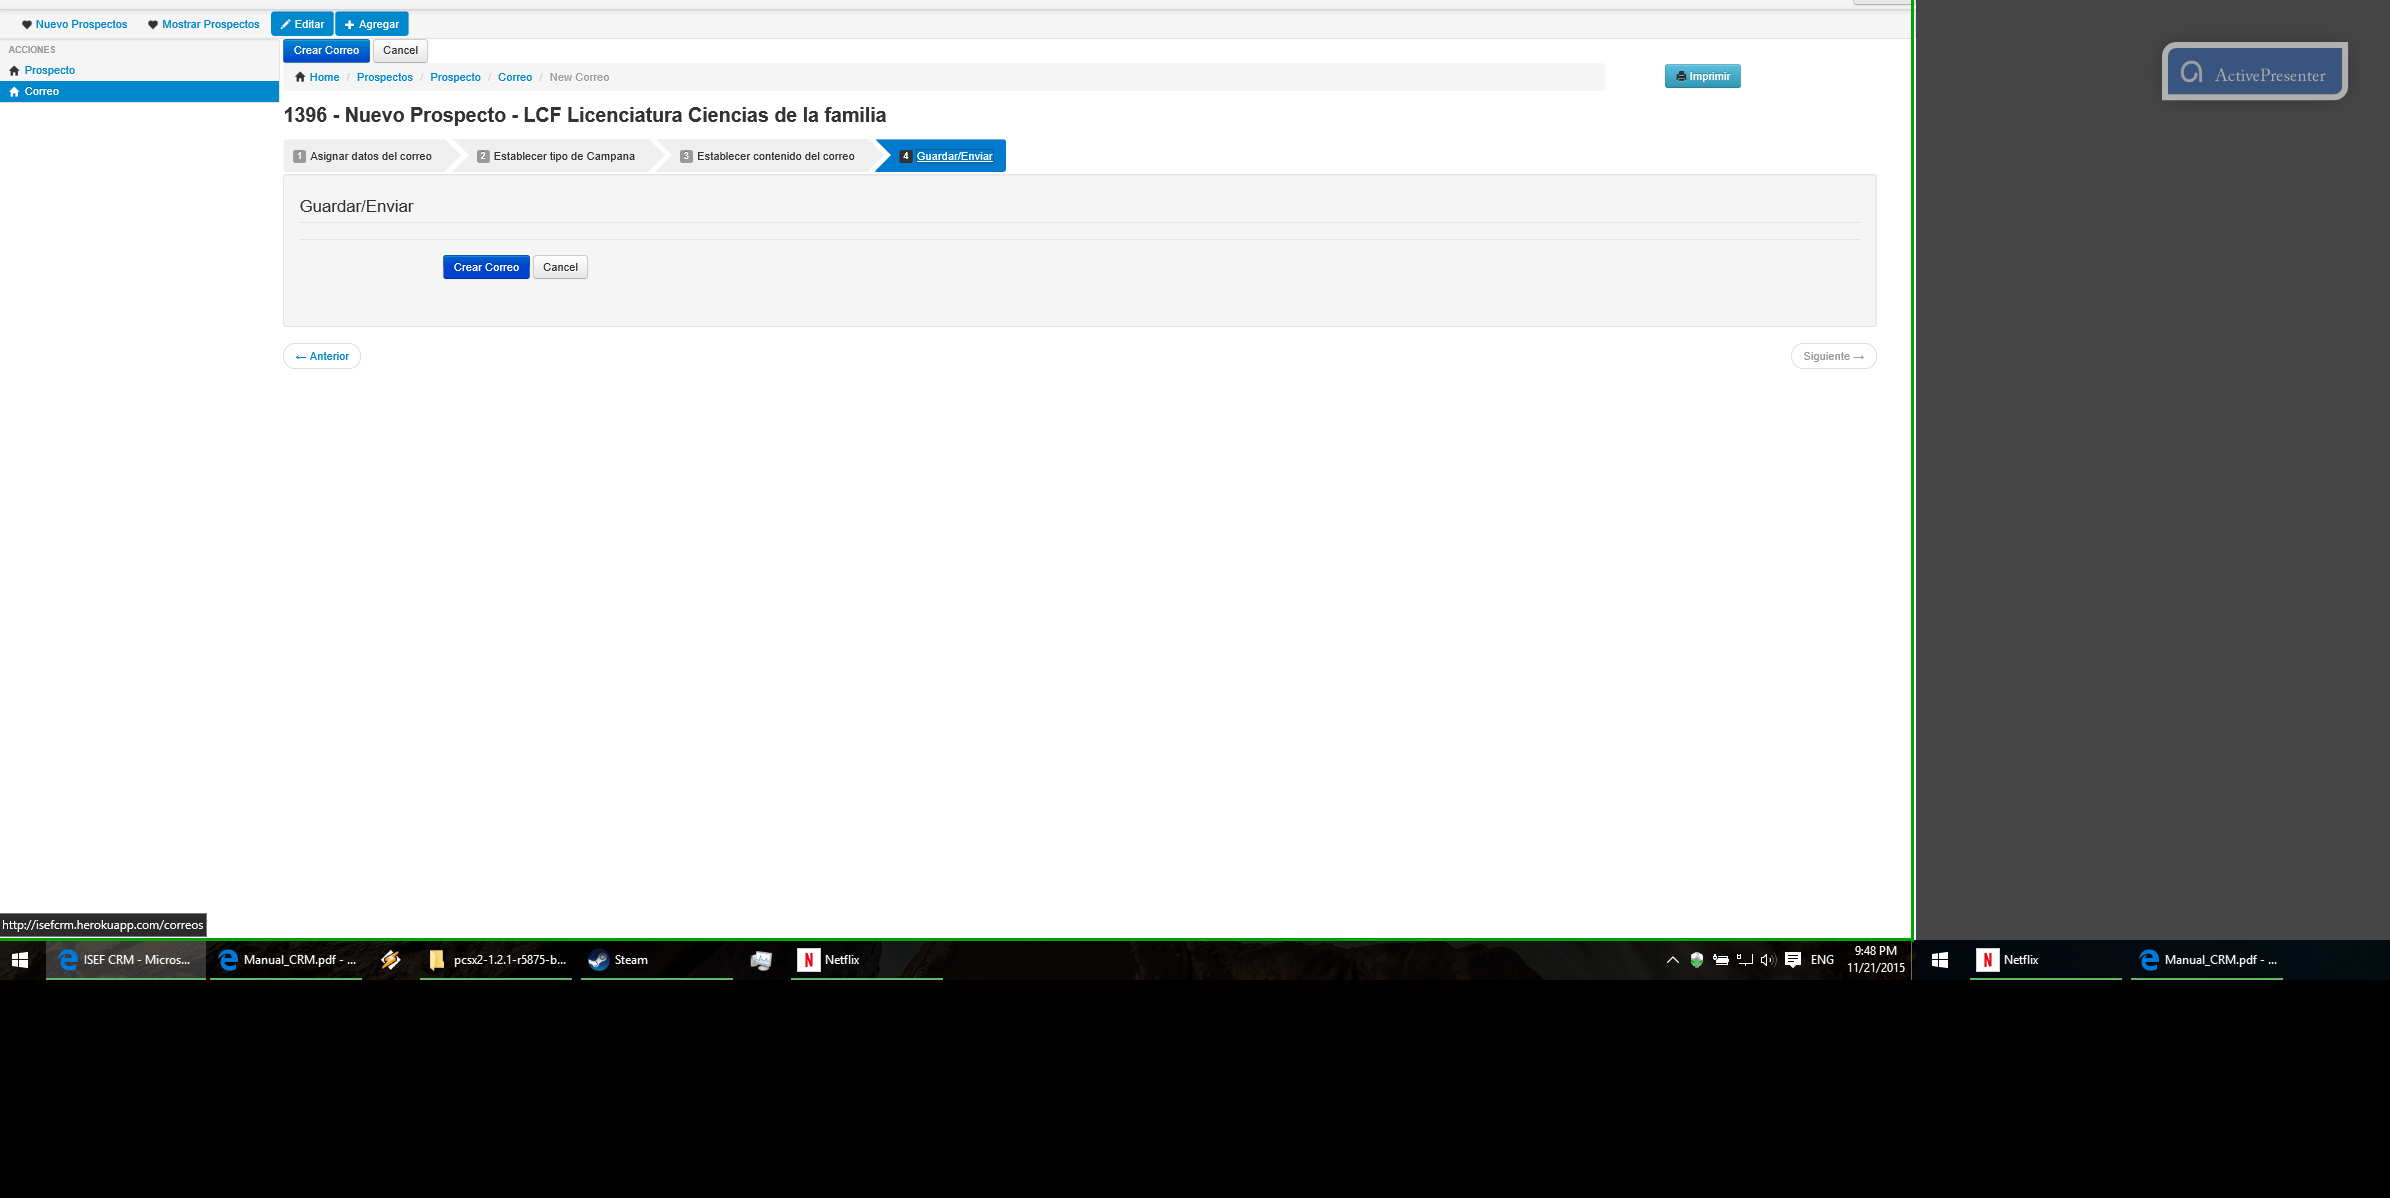 Nuevo Prospectos Mostrar Prospectos Editar Agregar
ACCIONES
Prospecto
Correo
Crear Correo Cancel
Home / Prospectos / Prospecto / Correo / New Correo
Imprimir
ActivePresenter
1396 - Nuevo Prospecto - LCF Licenciatura Ciencias de la familia
1 Asignar datos del correo 2 Establecer tipo de Campana 3 Establecer contenido del correo 4 Guardar/Enviar
Guardar/Enviar
Crear Correo Cancel
← Anterior
Siguiente →
http://isefcrm.herokuapp.com/correos
ISEF CRM - Micros... Manual_CRM.pdf - ... pcsx2-1.2.1-r5875-b... Steam N Netflix
ENG
9:48 PM
11/21/2015
N Netflix Manual_CRM.pdf - ...